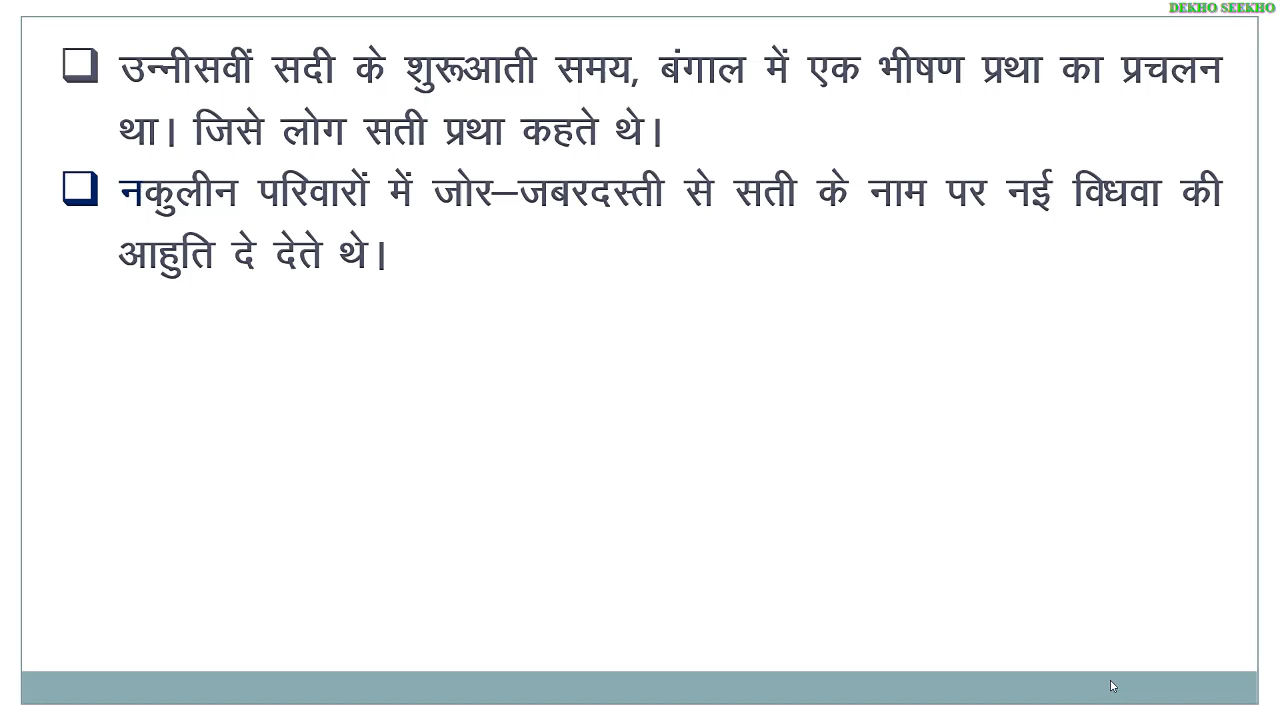 DEKHO SEEKHO
उन्नीसवीं सदी के शुरूआती समय, बंगाल में एक भीषण प्रथा का प्रचलन
था। जिसे लोग सती प्रथा कहते थे।
नकुलीन परिवारों में जोर–जबरदस्ती से सती के नाम पर नई विधवा की
आहुति दे देते थे।